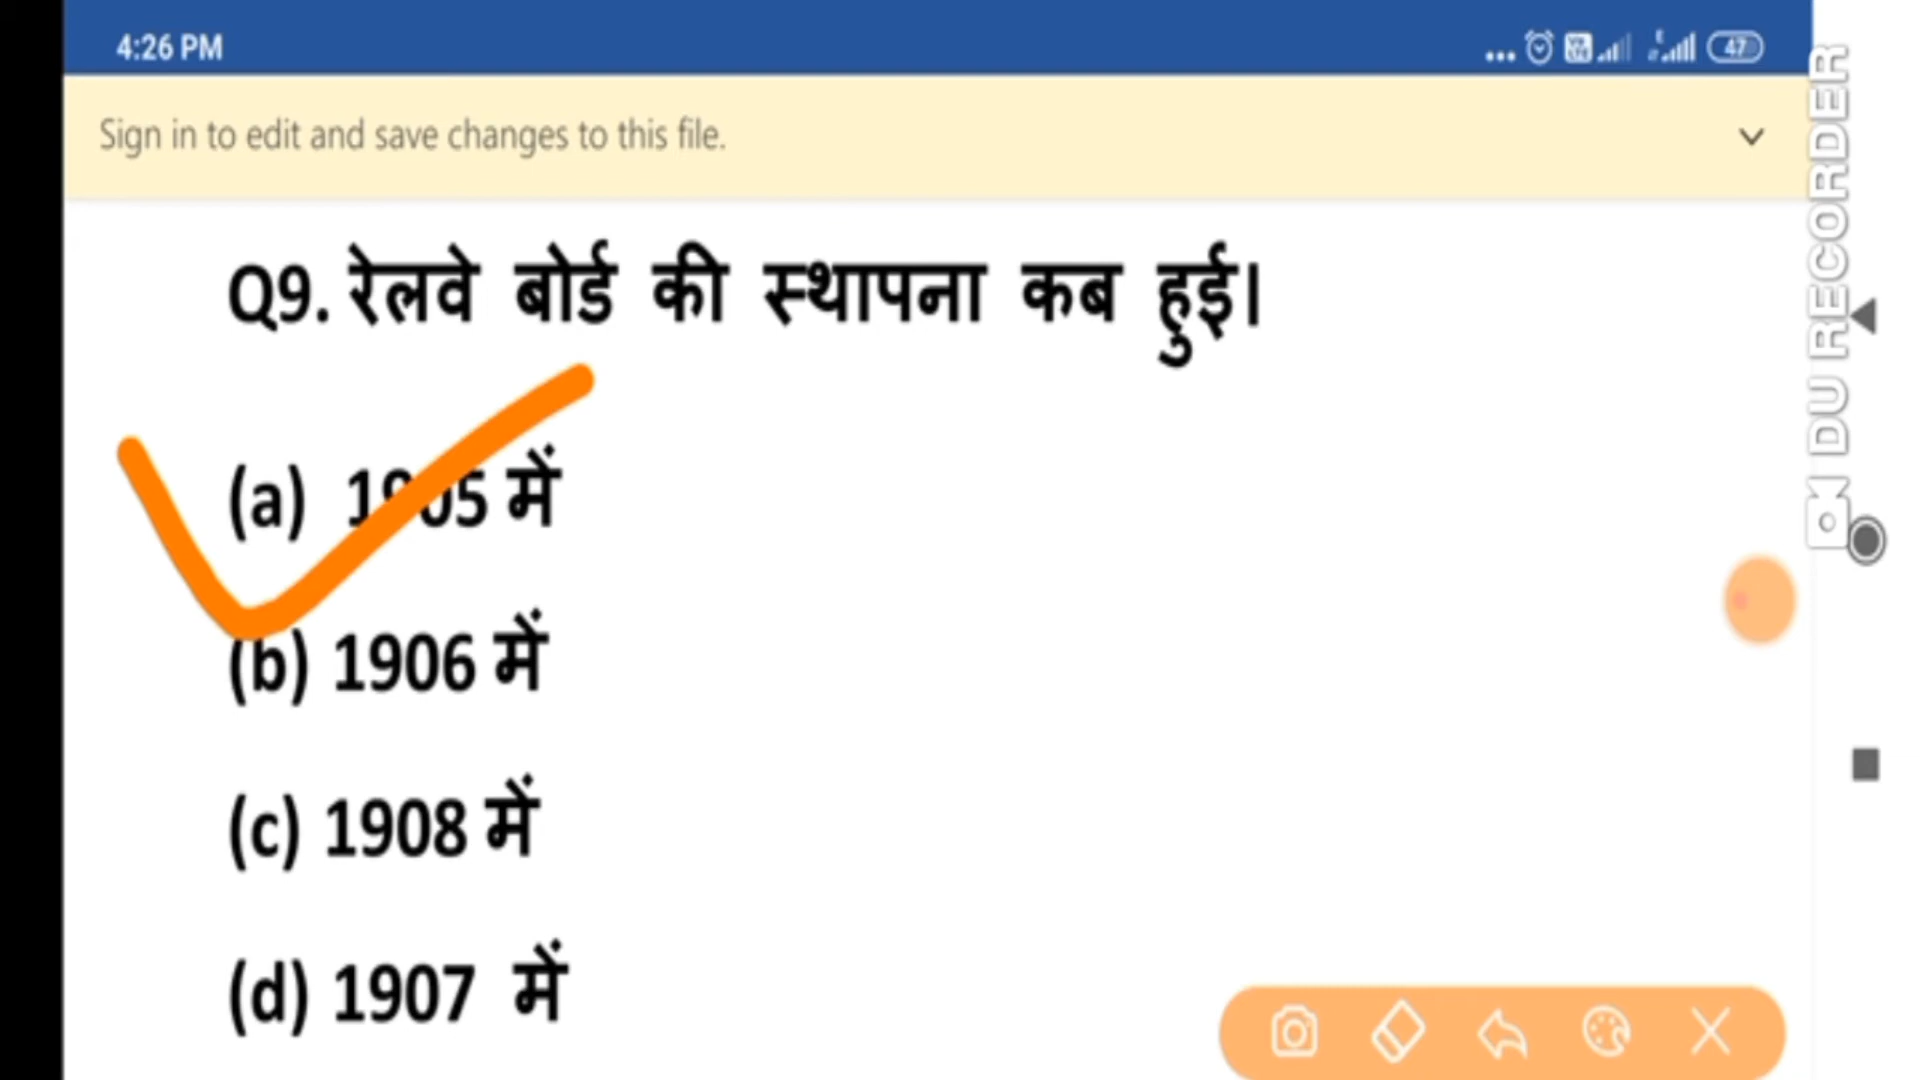 4:26 PM
47
Sign in to edit and save changes to this file.
DU RECORDER
Q9. रेलवे बोर्ड की स्थापना कब हुई।
(a) 1905 में
(b) 1906 में
(c) 1908 में
(d) 1907 में